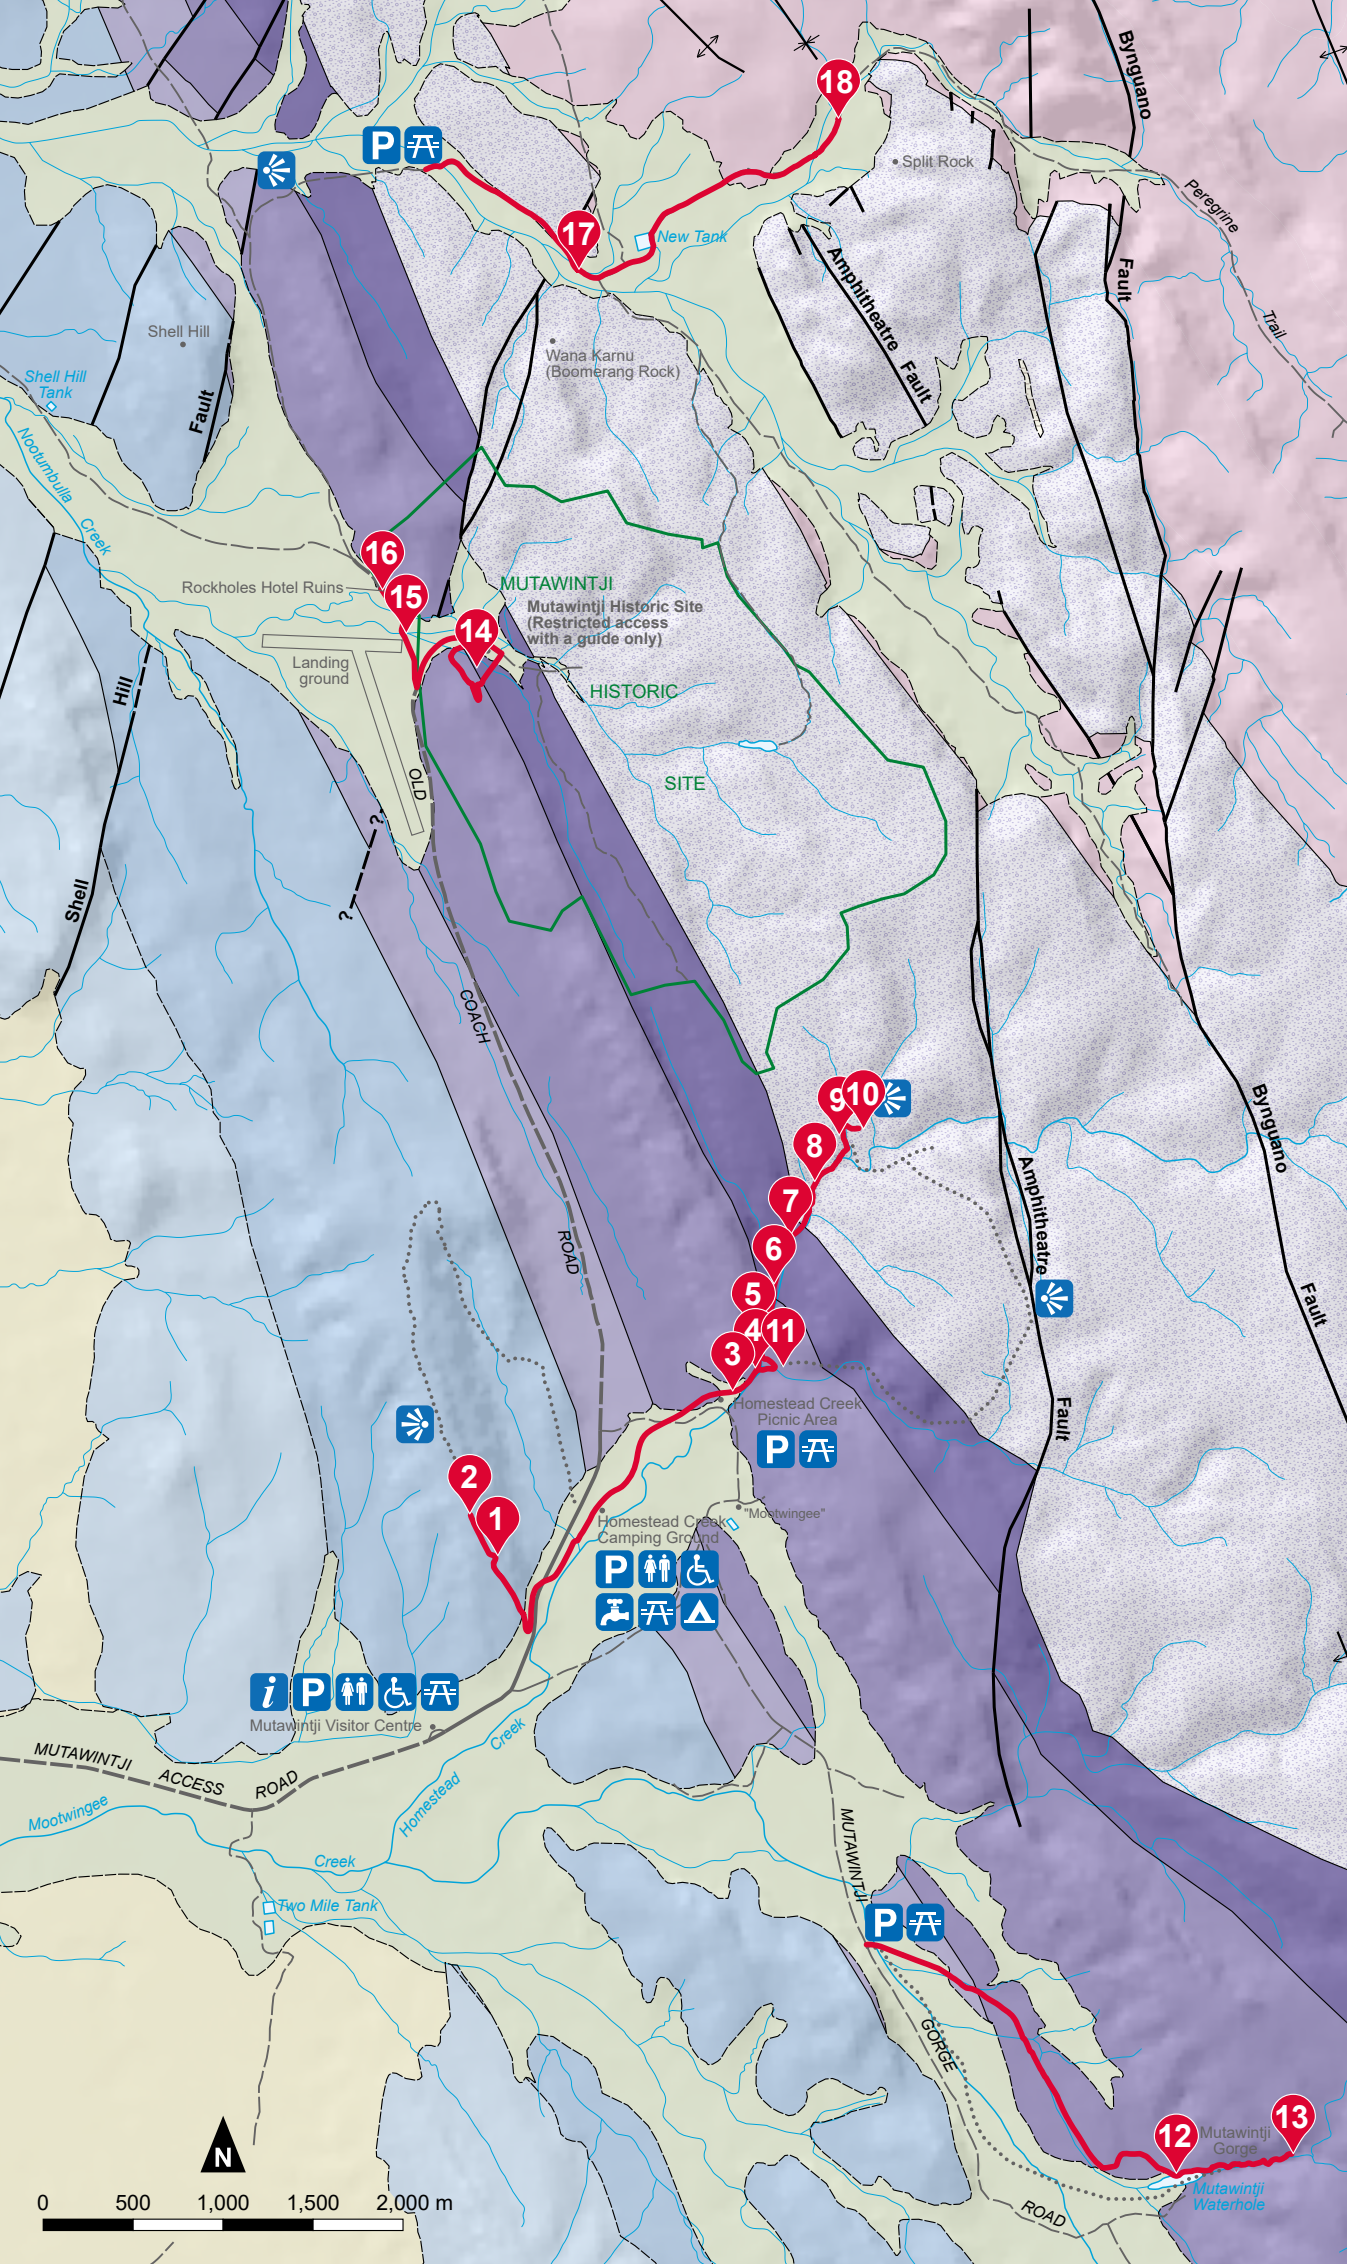 18
Bynguano
P
Split Rock
Peregrine
17
New Tank
Amphitheatre
Fault
Trail
Shell Hill
Wana Karnu
(Boomerang Rock)
Fault
Shell Hill
Tank
Fault
Nootumbulla
Creek
16
Rockholes Hotel Ruins
MUTAWINTJI
15
Mutawintji Historic Site
(Restricted access
with a guide only)
14
Landing
ground
HISTORIC
Hill
OLD
SITE
?
Shell
?
COACH
9
10
Bynguano
8
Amphitheatre
7
ROAD
6
5
Fault
4
11
3
Homestead Creek
Picnic Area
P
Fault
2
1
"Mootwingee"
Homestead Creek
Camping Ground
P
i P
Mutawintji Visitor Centre
Creek
MUTAWINTJI
ACCESS
ROAD
Homestead
Mootwingee
MUTAWINTJI
Creek
Two Mile Tank
P
GORGE
13
12
Mutawintji
Gorge
N
Mutawintji
Waterhole
ROAD
0 500 1,000 1,500 2,000 m